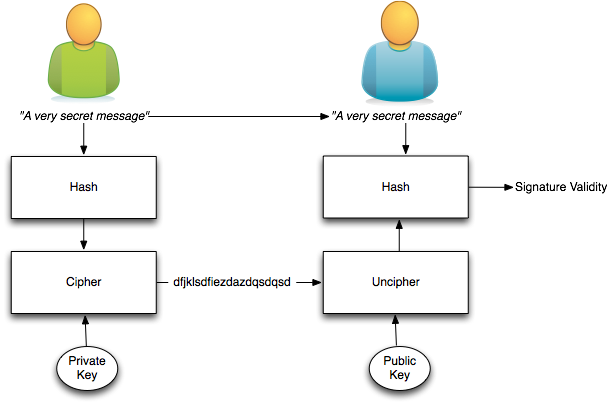 "A very secret message"
"A very secret message"
Hash
Hash
Signature Validity
Cipher
dfjklsdfiezdazdqsdqsd
Uncipher
Private
Key
Public
Key